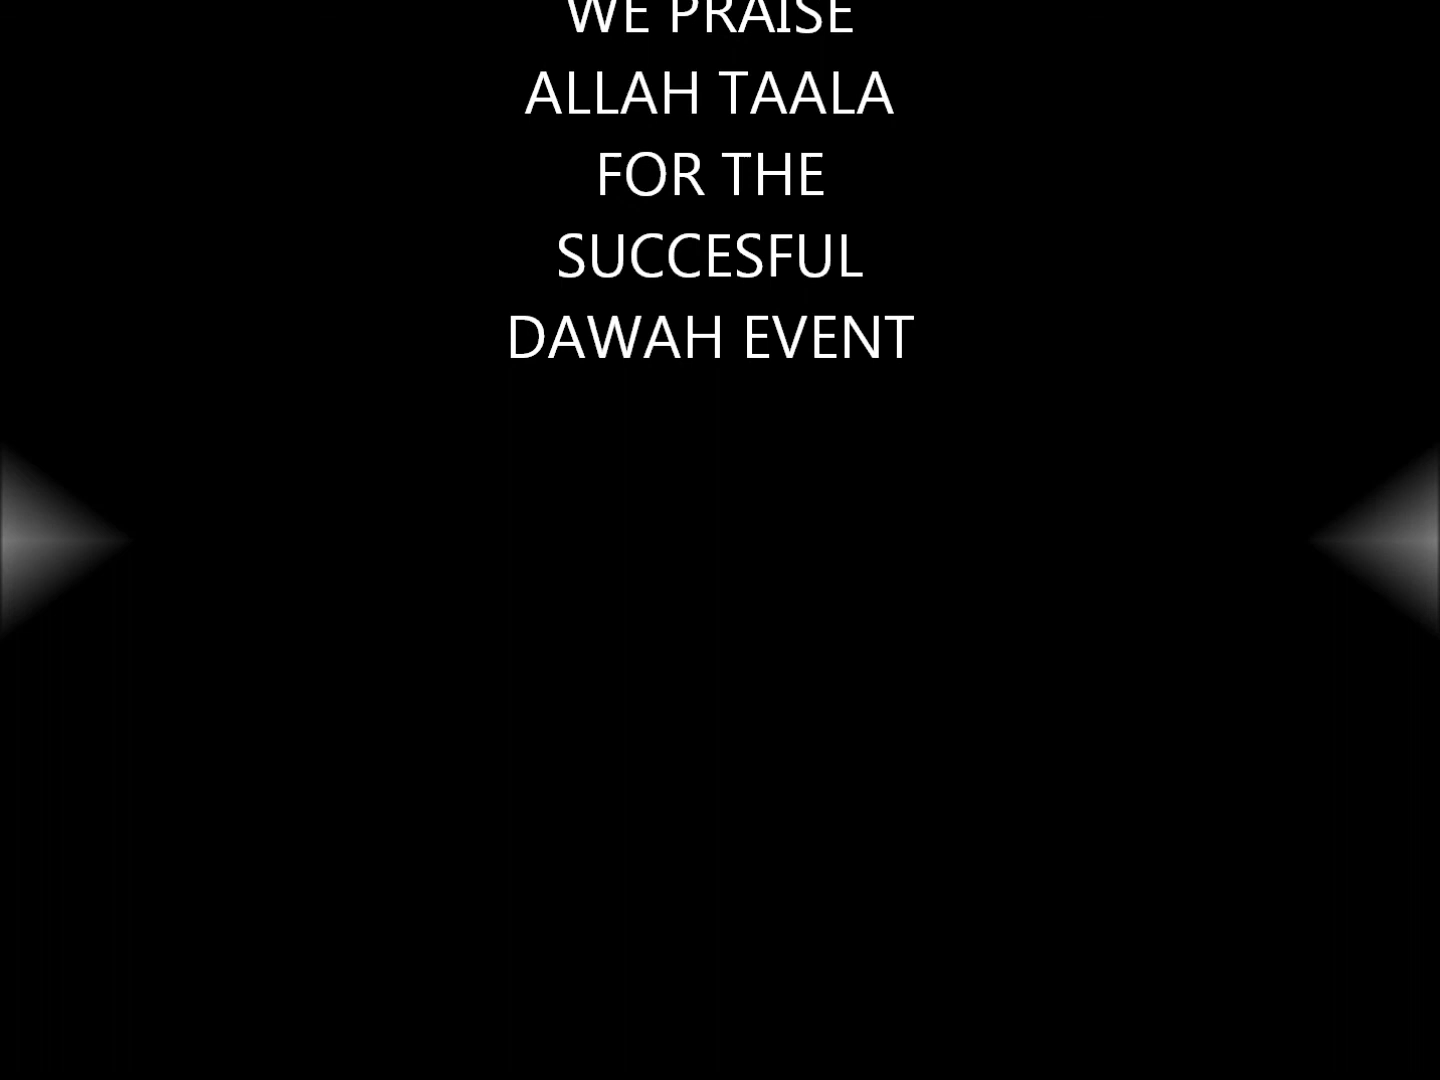 WE PRAISE
ALLAH TAALA
FOR THE
SUCCESFUL
DAWAH EVENT